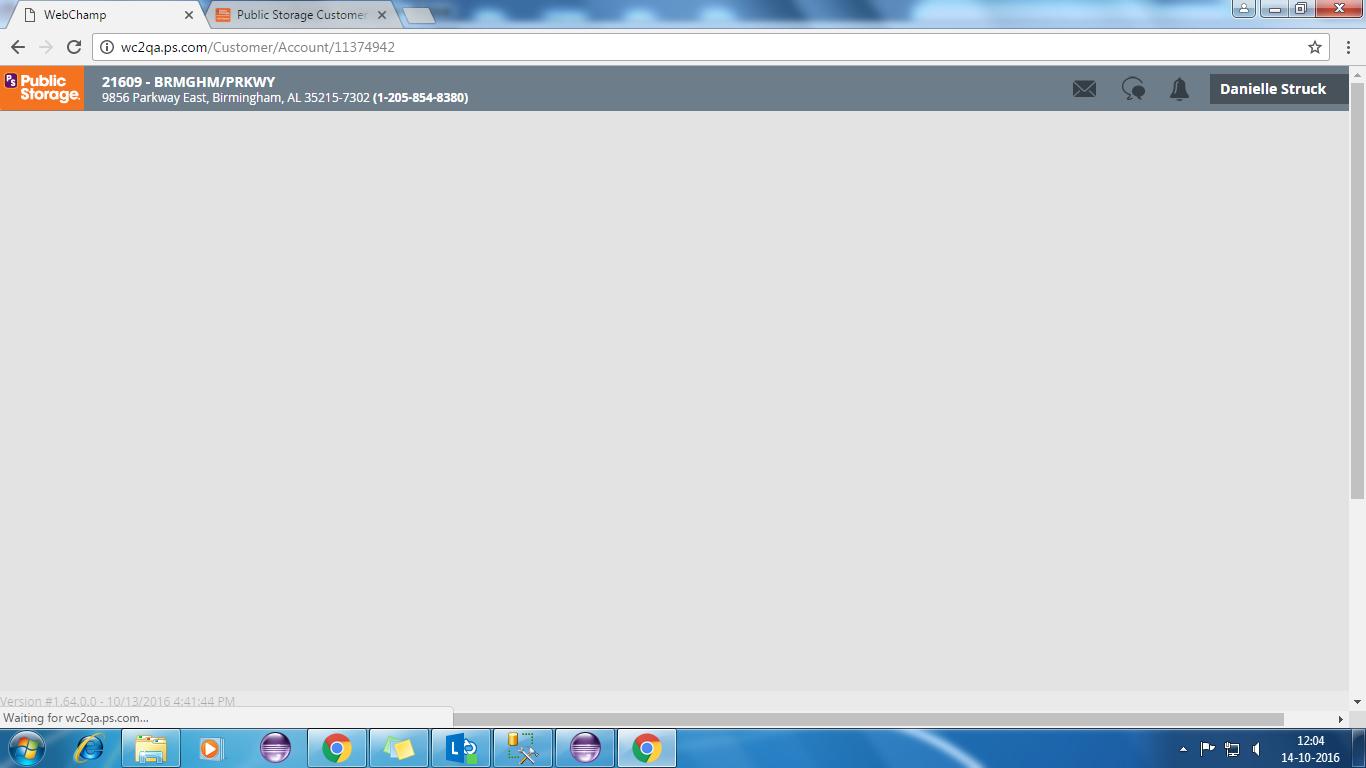 WebChamp
Public Storage Customer
wc2qa.ps.com/Customer/Account/11374942
PS Public Storage.
21609 - BRMGHM/PRKWY
9856 Parkway East, Birmingham, AL 35215-7302 (1-205-854-8380)
Danielle Struck
Version #1.64.0.0 - 10/13/2016 4:41:44 PM
Waiting for wc2qa.ps.com...
12:04
14-10-2016